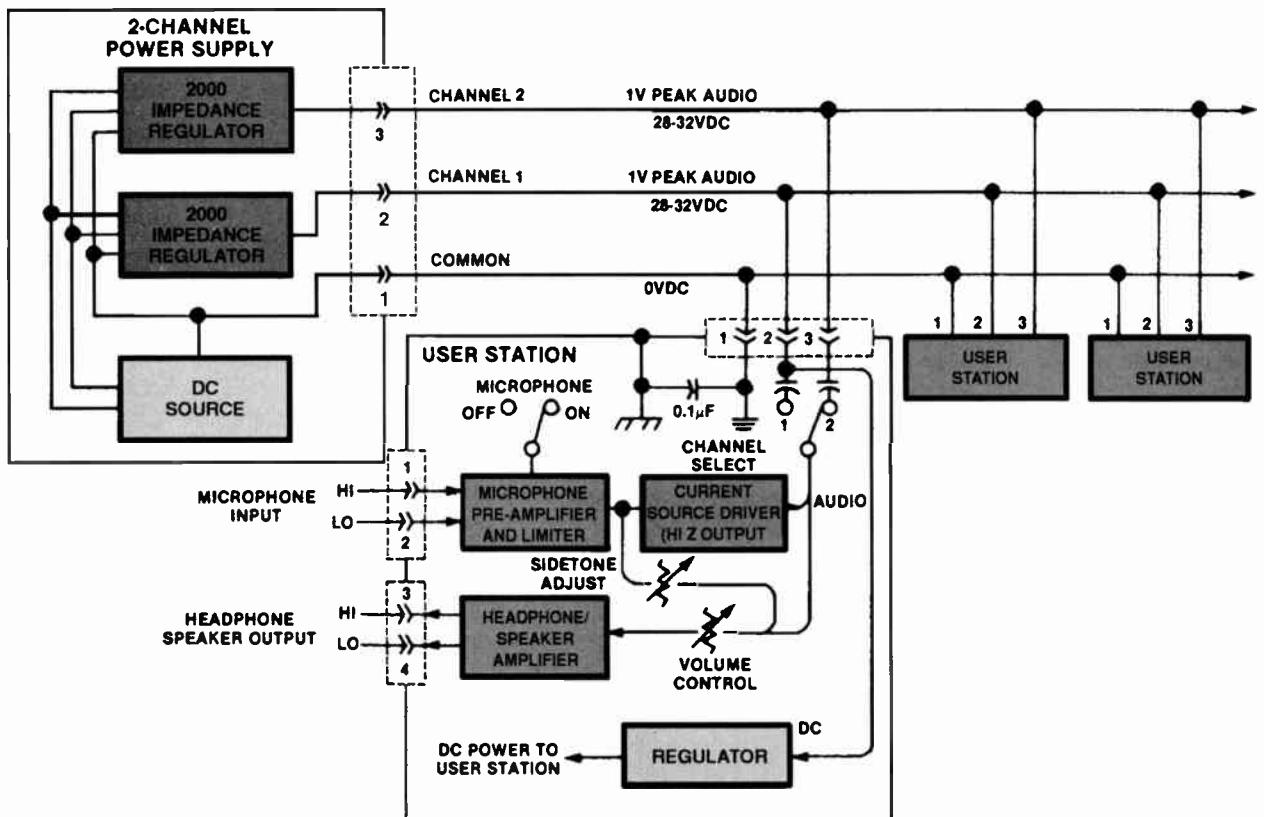 2-CHANNEL
POWER SUPPLY
2000
IMPEDANCE
REGULATOR
3
CHANNEL 2
1V PEAK AUDIO
28-32VDC
2000
IMPEDANCE
REGULATOR
2
CHANNEL 1
1V PEAK AUDIO
28-32VDC
1
COMMON
0VDC
DC
SOURCE
USER STATION
1 2 3
1 2 3
USER
STATION
1 2 3
USER
STATION
MICROPHONE
OFF ON
0.1µF
1 2
CHANNEL
SELECT
MICROPHONE
INPUT
HI
LO
1
2
MICROPHONE
PRE-AMPLIFIER
AND LIMITER
CURRENT
SOURCE DRIVER
(HI Z OUTPUT
AUDIO
SIDETONE
ADJUST
HEADPHONE
SPEAKER OUTPUT
HI
LO
3
4
HEADPHONE/
SPEAKER
AMPLIFIER
VOLUME
CONTROL
DC POWER TO
USER STATION
REGULATOR
DC